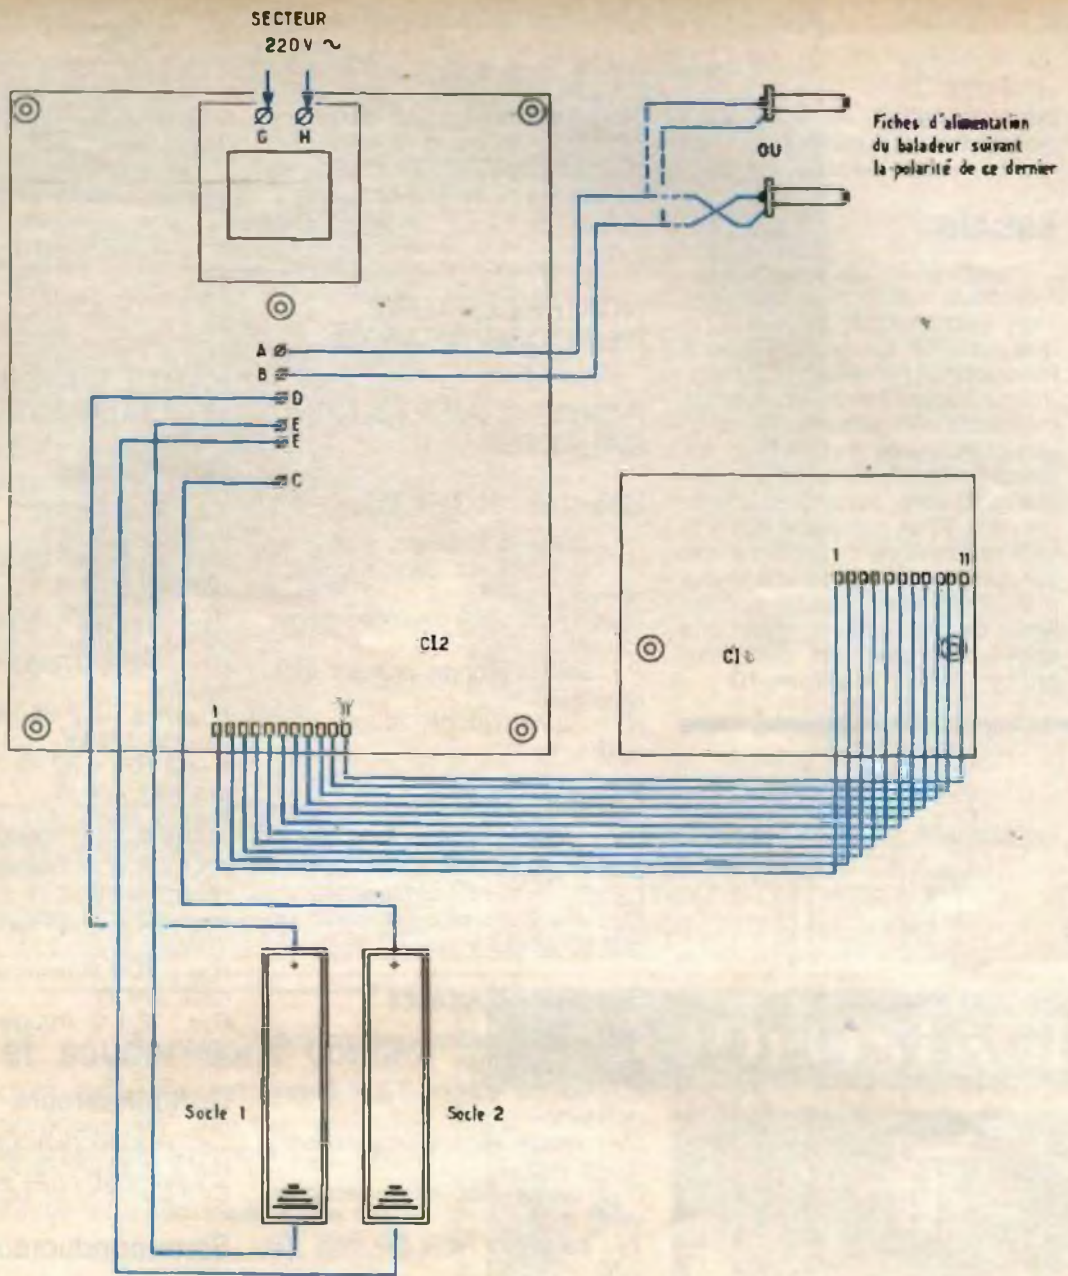 SECTEUR
220V ~
G H
Fiches d'alimentation
du baladeur suivant
la polarité de ce dernier
OU
A
B
D
E
E
C
1 11
CI2
1 11
+ +
Socle 1
Socle 2